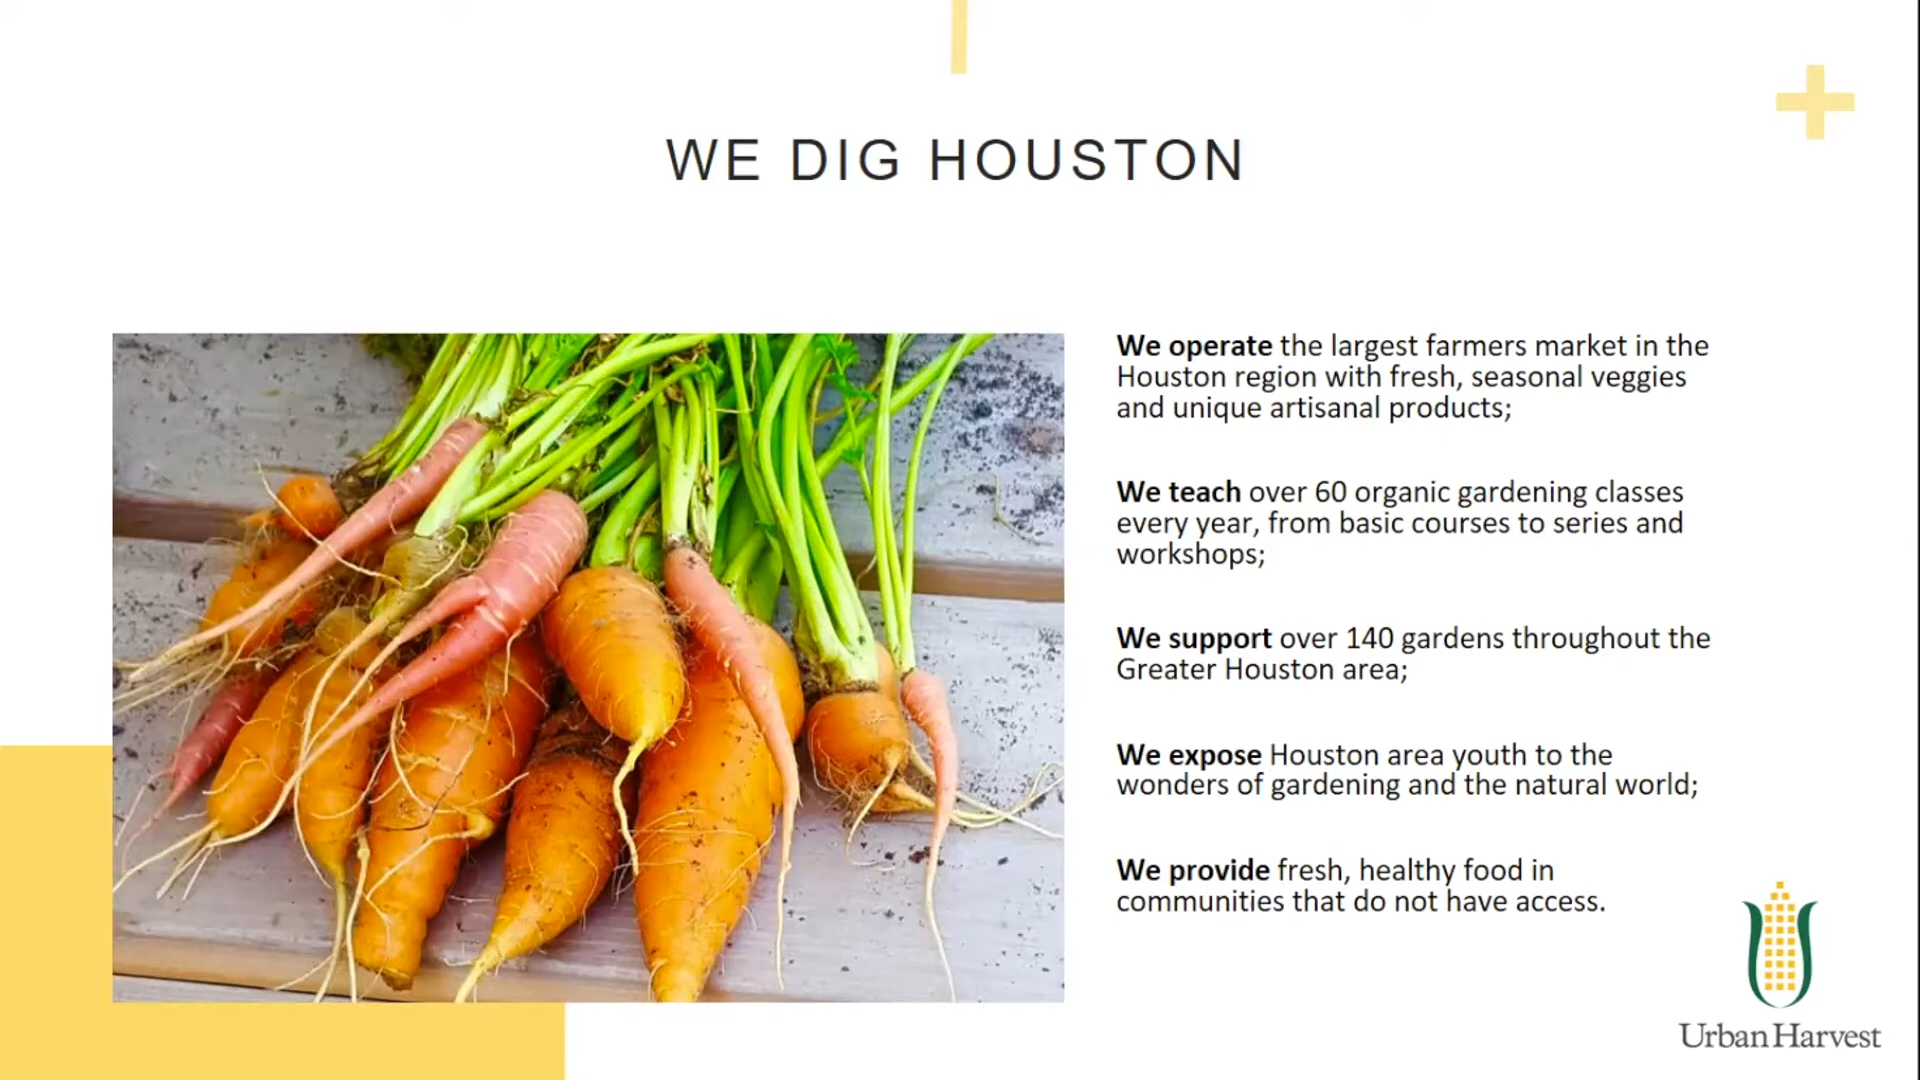 WE DIG HOUSTON
We operate the largest farmers market in the
Houston region with fresh, seasonal veggies
and unique artisanal products;
We teach over 60 organic gardening classes
every year, from basic courses to series and
workshops;
We support over 140 gardens throughout the
Greater Houston area;
We expose Houston area youth to the
wonders of gardening and the natural world;
We provide fresh, healthy food in
communities that do not have access.
Urban Harvest